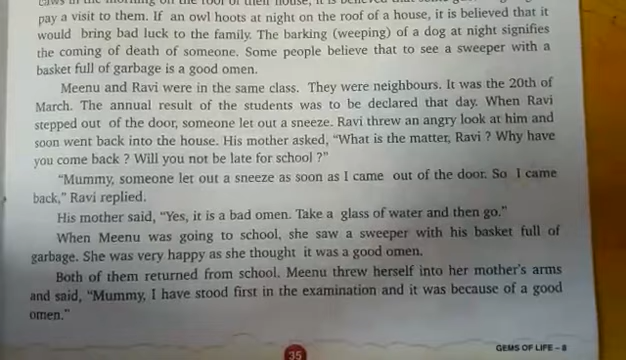 pay a visit to them. If an owl hoots at night on the roof of a house, it is believed that it
would bring bad luck to the family. The barking (weeping) of a dog at night signifies
the coming of death of someone. Some people believe that to see a sweeper with a
basket full of garbage is a good omen.
Meenu and Ravi were in the same class. They were neighbours. It was the 20th of
March. The annual result of the students was to be declared that day. When Ravi
stepped out of the door, someone let out a sneeze. Ravi threw an angry look at him and
soon went back into the house. His mother asked, “What is the matter, Ravi ? Why have
you come back ? Will you not be late for school ?”
“Mummy, someone let out a sneeze as soon as I came out of the door. So I came
back,” Ravi replied.
His mother said, “Yes, it is a bad omen. Take a glass of water and then go.”
When Meenu was going to school, she saw a sweeper with his basket full of
garbage. She was very happy as she thought it was a good omen.
Both of them returned from school. Meenu threw herself into her mother’s arms
and said, “Mummy, I have stood first in the examination and it was because of a good
omen.”
35
GEMS OF LIFE – 8